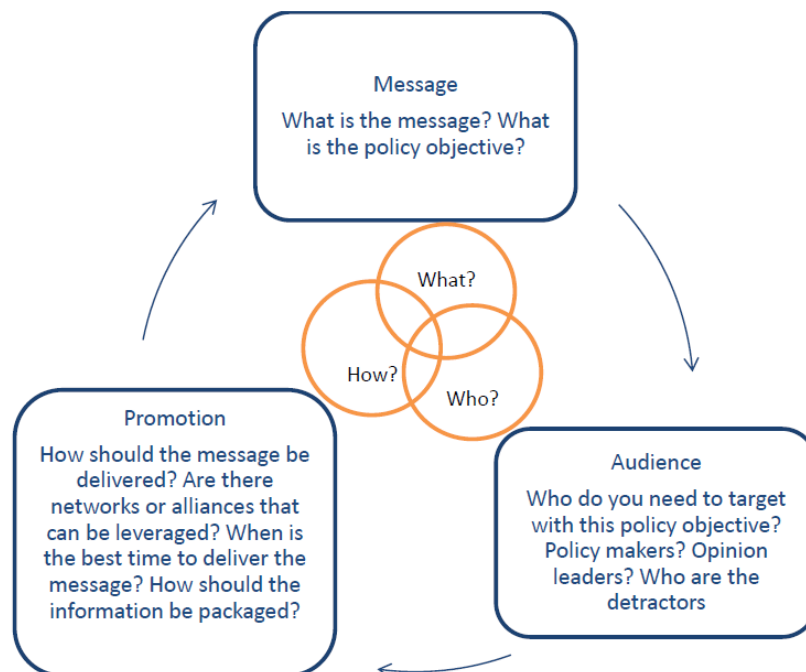 Message
What is the message? What
is the policy objective?
What?
How?
Who?
Promotion
How should the message be
delivered? Are there
networks or alliances that
can be leveraged? When is
the best time to deliver the
message? How should the
information be packaged?
Audience
Who do you need to target
with this policy objective?
Policy makers? Opinion
leaders? Who are the
detractors